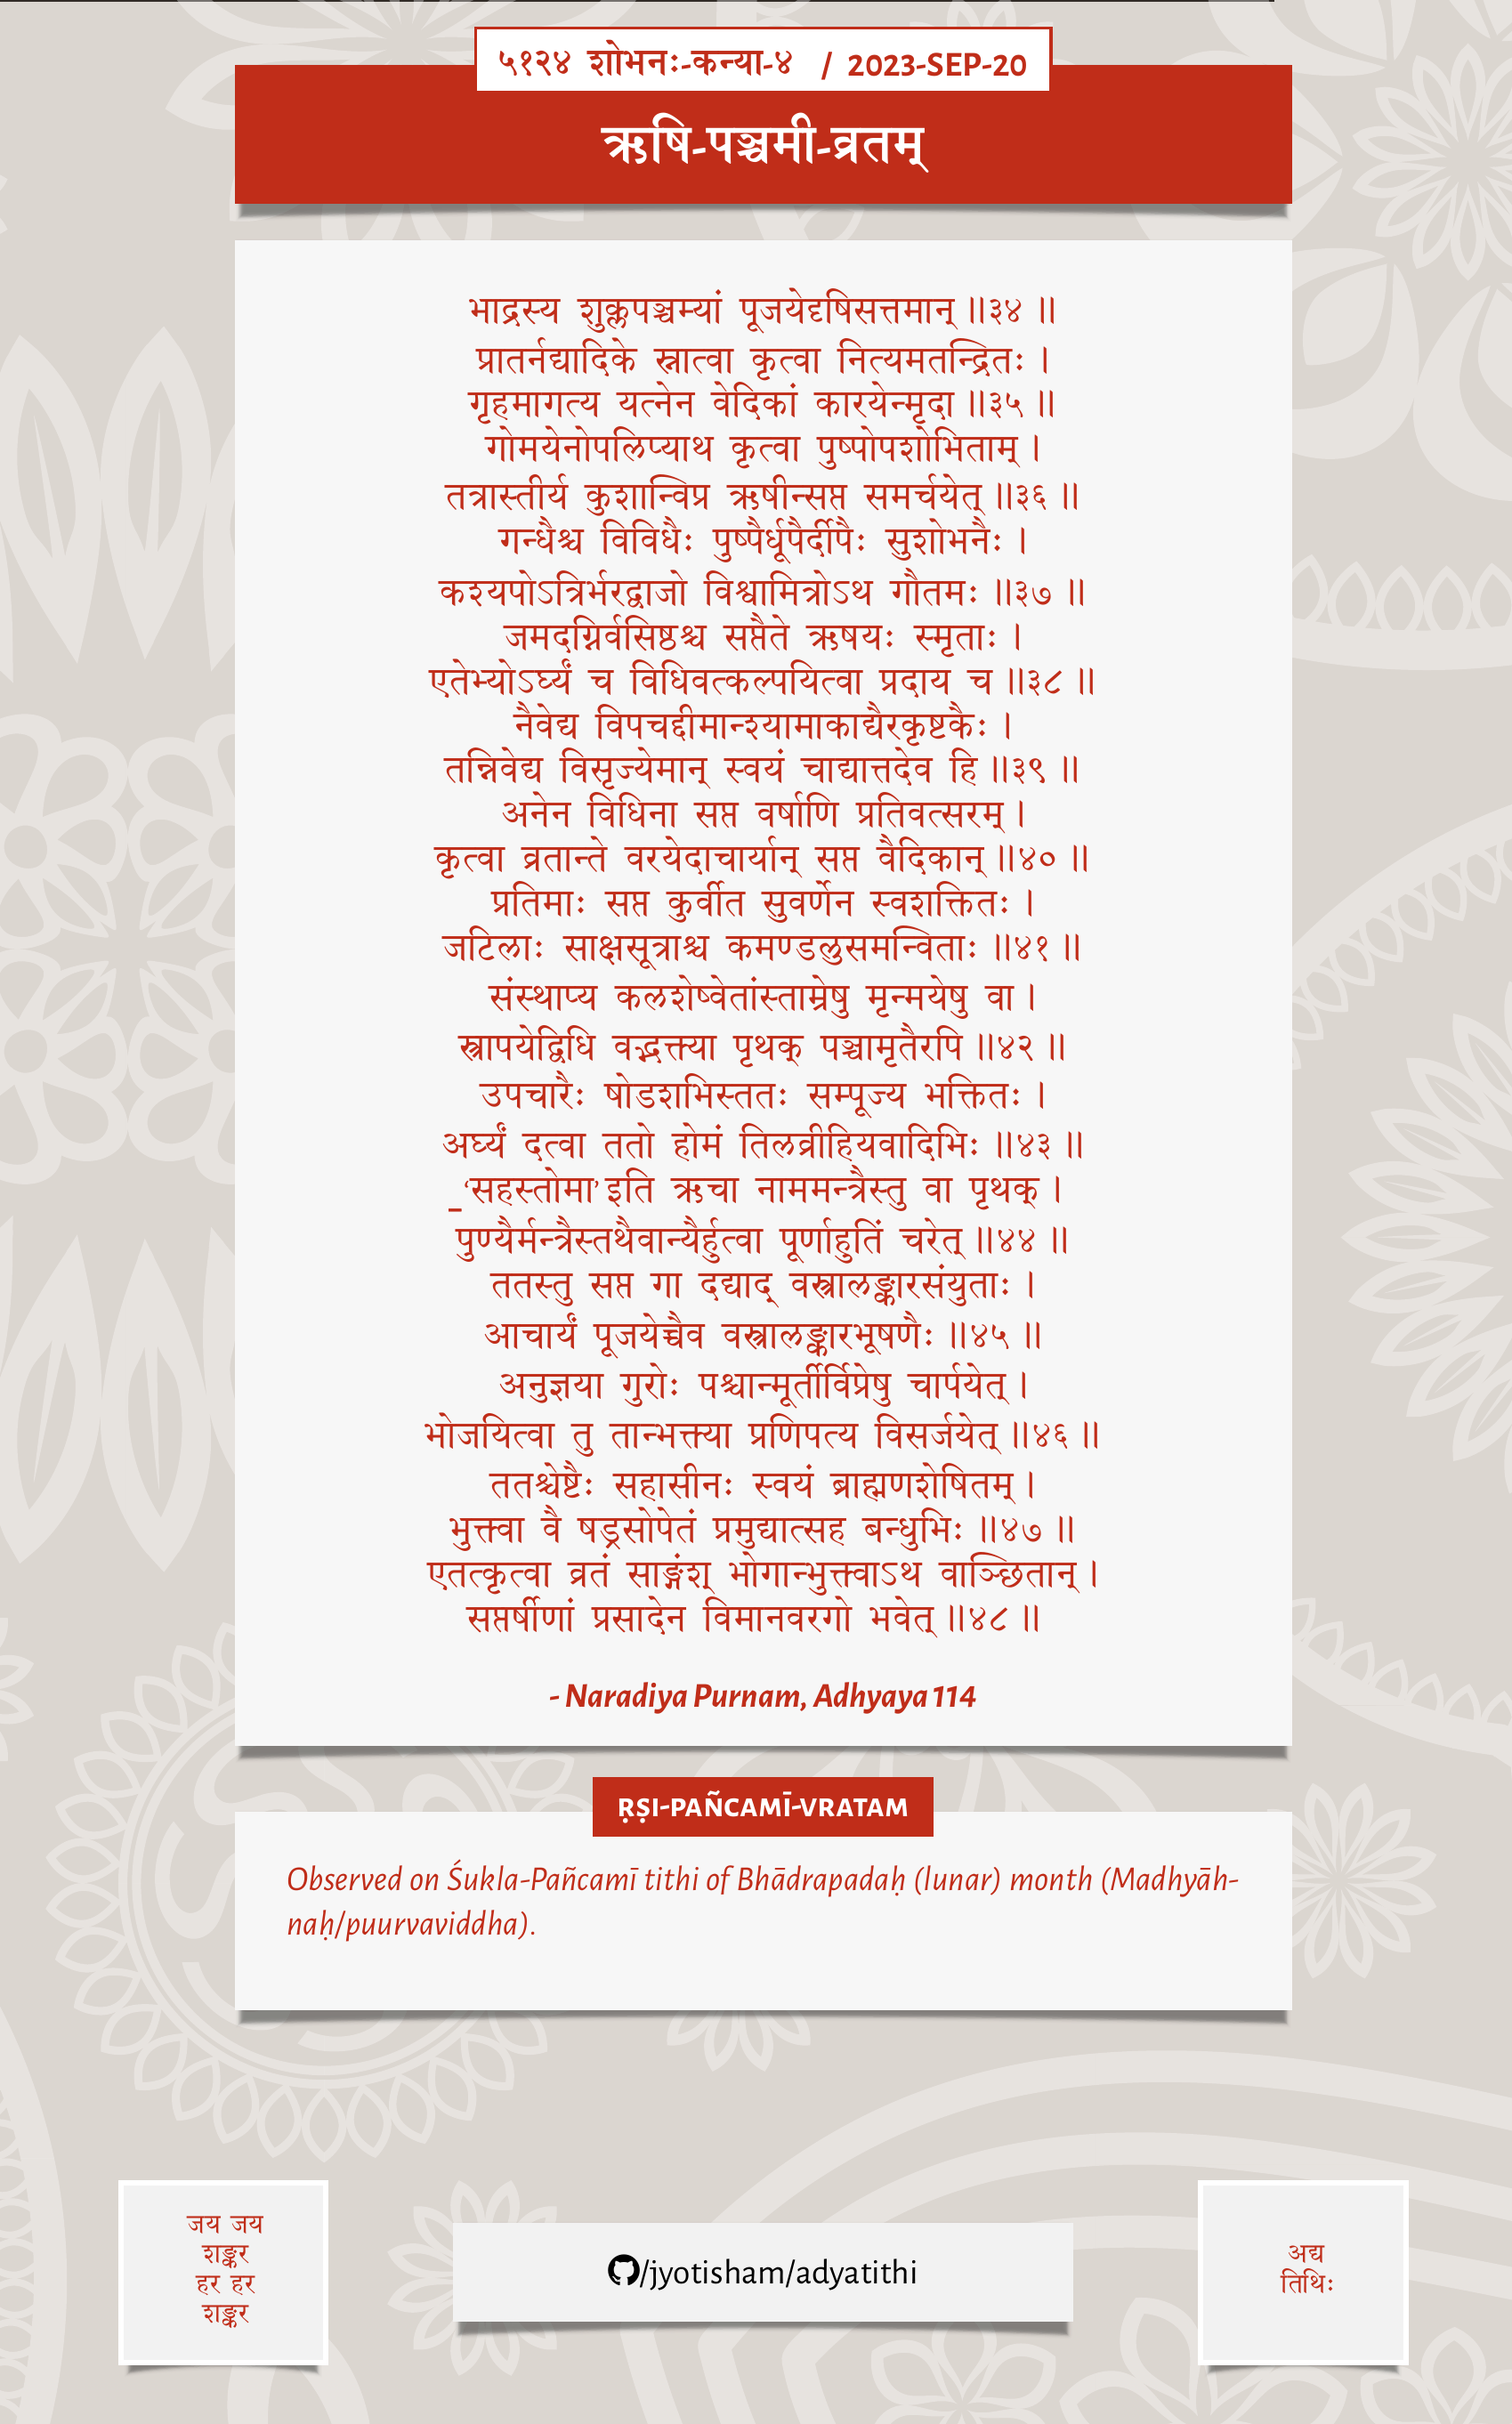 ५१२४ शोभनः-कन्या-४ / 2023-SEP-20
ऋषि-पञ्चमी-व्रतम्
भाद्रस्य शुक्लपञ्चम्यां पूजयेदृषिसत्तमान्॥३४॥
प्रातर्नद्यादिके स्नात्वा कृत्वा नित्यमतन्द्रितः।
गृहमागत्य यत्नेन वेदिकां कारयेन्मृदा॥३५॥
गोमयेनोपलिप्याथ कृत्वा पुष्पोपशोभिताम्।
तत्रास्तीर्य कुशान्विप्र ऋषीन्सप्त समर्चयेत्॥३६॥
गन्धैश्च विविधैः पुष्पैर्धूपैर्दीपैः सुशोभनैः।
कश्यपोऽत्रिर्भरद्वाजो विश्वामित्रोऽथ गौतमः॥३७॥
जमदग्निर्वसिष्ठश्च सप्तैते ऋषयः स्मृताः।
एतेभ्योऽर्घ्यं च विधिवत्कल्पयित्वा प्रदाय च॥३८॥
नैवेद्य विपचद्दीमान्श्यामाकाद्यैरकृष्टकैः।
तन्निवेद्य विसृज्येमान् स्वयं चाद्यात्तदेव हि॥३९॥
अनेन विधिना सप्त वर्षाणि प्रतिवत्सरम्।
कृत्वा व्रतान्ते वरयेदाचार्यान् सप्त वैदिकान्॥४०॥
प्रतिमाः सप्त कुर्वीत सुवर्णेन स्वशक्तितः।
जटिलाः साक्षसूत्राश्च कमण्डलुसमन्विताः॥४१॥
संस्थाप्य कलशेष्वेतांस्ताम्रेषु मृन्मयेषु वा।
स्नापयेद्विधि वद्भक्त्या पृथक् पञ्चामृतैरपि॥४२॥
उपचारैः षोडशभिस्ततः सम्पूज्य भक्तितः।
अर्घ्यं दत्वा ततो होमं तिलव्रीहियवादिभिः॥४३॥
_‘सहस्तोमा’ इति ऋचा नाममन्त्रैस्तु वा पृथक्।
पुण्यैर्मन्त्रैस्तथैवान्यैर्हुत्वा पूर्णाहुतिं चरेत्॥४४॥
ततस्तु सप्त गा दद्याद् वस्त्रालङ्कारसंयुताः।
आचार्यं पूजयेच्चैव वस्त्रालङ्कारभूषणैः॥४५॥
अनुज्ञया गुरोः पश्चान्मूर्तीर्विप्रेषु चार्पयेत्।
भोजयित्वा तु तान्भक्त्या प्रणिपत्य विसर्जयेत्॥४६॥
ततश्चेष्टैः सहासीनः स्वयं ब्राह्मणशेषितम्।
भुक्त्वा वै षड्रसोपेतं प्रमुद्यात्सह बन्धुभिः॥४७॥
एतत्कृत्वा व्रतं साङ्गंश् भोगान्भुक्त्वाऽथ वाञ्छितान्।
सप्तर्षीणां प्रसादेन विमानवरगो भवेत्॥४८॥
- Naradiya Purnam, Adhyaya 114
ṚṢI-PAÑCAMĪ-VRATAM
Observed on Śukla-Pañcamī tithi of Bhādrapadaḥ (lunar) month (Madhyāh-
naḥ/puurvaviddha).
जय जय
शङ्कर
हर हर
शङ्कर
/jyotisham/adyatithi
अद्य
तिथिः